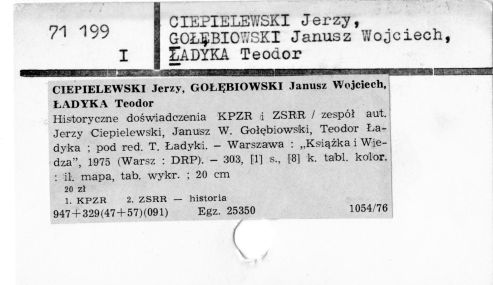 71 199
I
CIEPIELEWSKI Jerzy,
GOŁĘBIOWSKI Janusz Wojciech,
ŁADYKA Teodor
CIEPIELEWSKI Jerzy, GOŁĘBIOWSKI Janusz Wojciech,
ŁADYKA Teodor
Historyczne doświadczenia KPZR i ZSRR / zespół aut.
Jerzy Ciepielewski, Janusz W. Gołębiowski, Teodor Ła-
dyka ; pod red. T. Ładyki. — Warszawa : „Książka i Wie-
dza”, 1975 (Warsz : DRP). — 303, [1] s., [8] k. tabl. kolor.
: il. mapa, tab. wykr. ; 20 cm
20 zł
1. KPZR 2. ZSRR — historia
947+329(47+57)(091) Egz. 25350 1054/76